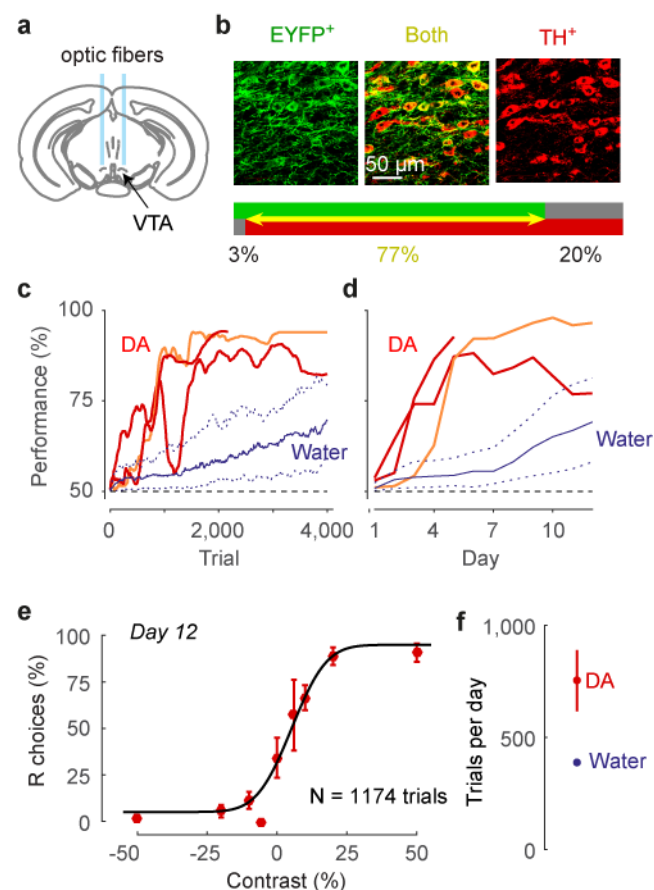 a
optic fibers
VTA
b
EYFP+ Both TH+
50 μm
3% 77% 20%
c
100
75
50
Performance (%)
DA
Water
0 2,000 4,000
Trial
d
DA
Water
1 4 7 10
Day
e
Day 12
100
75
50
25
0
R choices (%)
N = 1174 trials
-50 -25 0 25 50
Contrast (%)
f
1,000
500
0
Trials per day
DA
Water